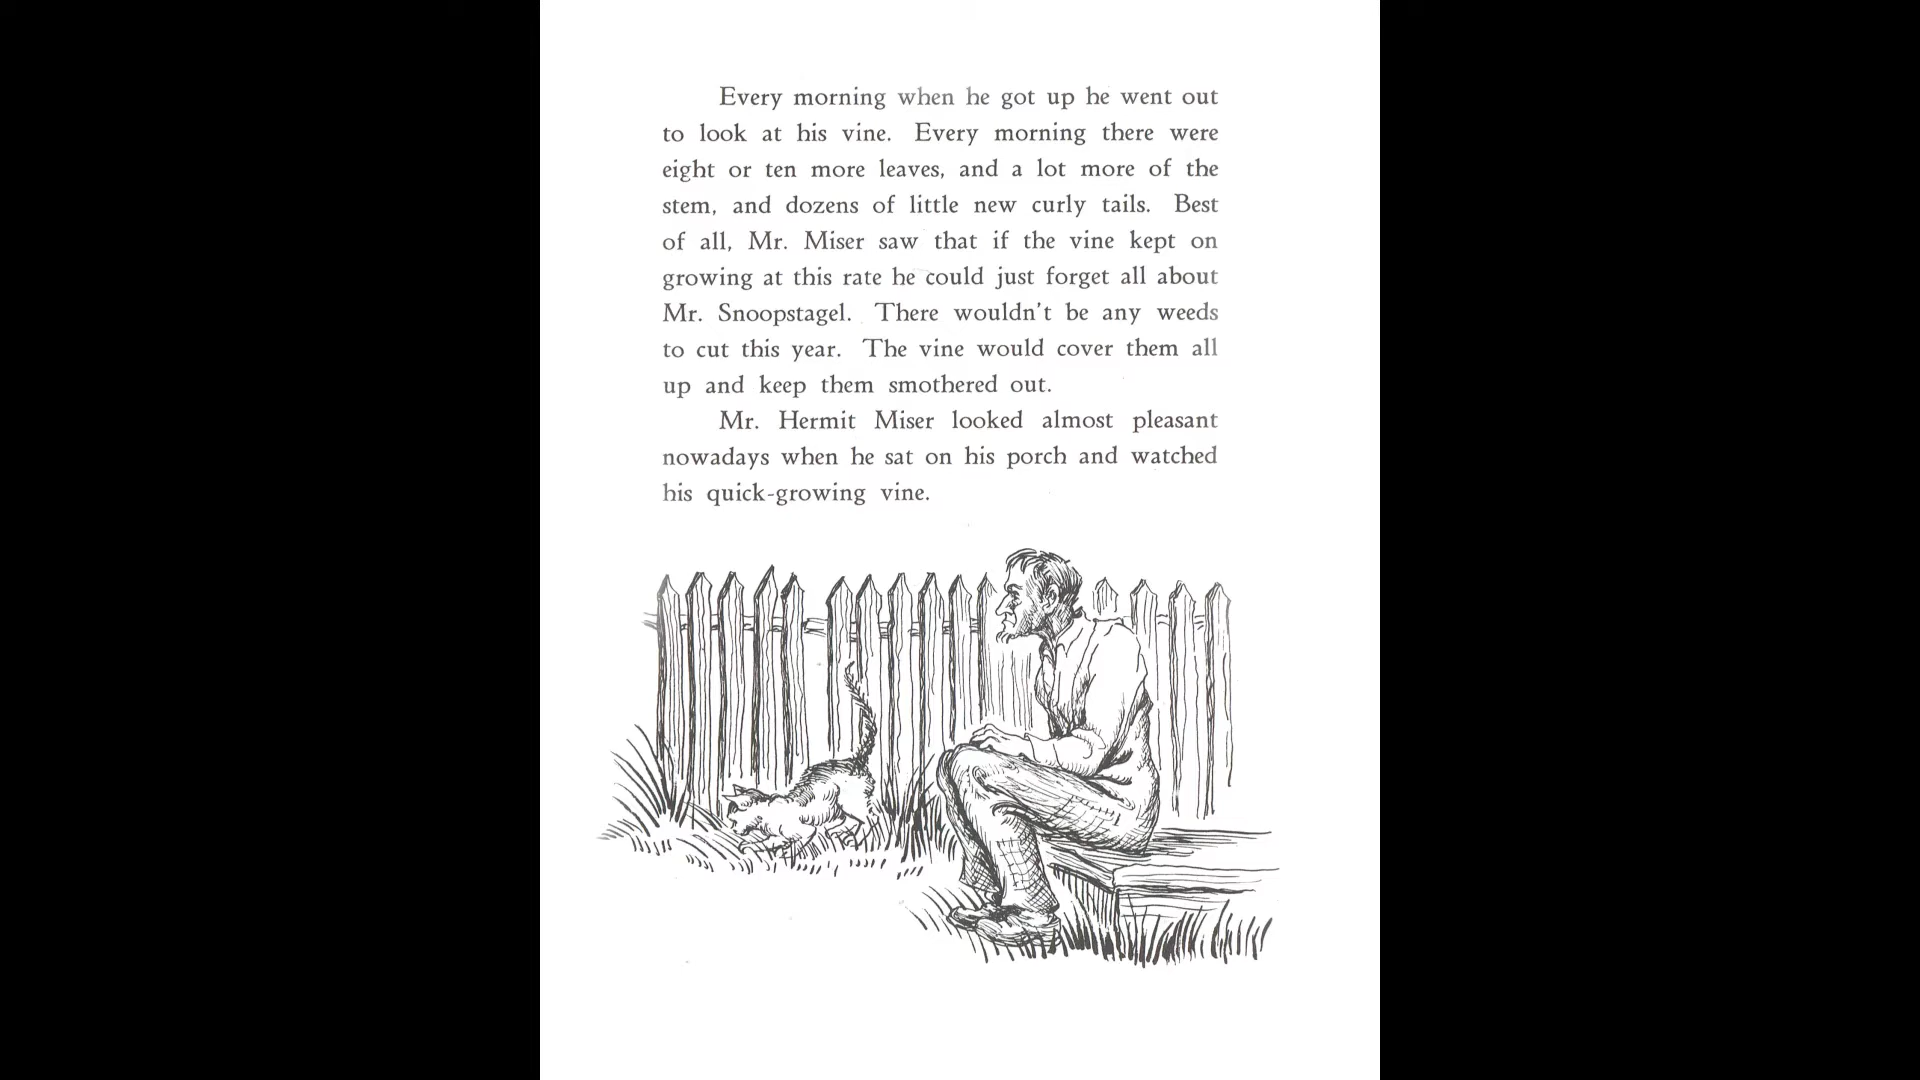 Every morning when he got up he went out
to look at his vine. Every morning there were
eight or ten more leaves, and a lot more of the
stem, and dozens of little new curly tails. Best
of all, Mr. Miser saw that if the vine kept on
growing at this rate he could just forget all about
Mr. Snoopstagel. There wouldn't be any weeds
to cut this year. The vine would cover them all
up and keep them smothered out.
Mr. Hermit Miser looked almost pleasant
nowadays when he sat on his porch and watched
his quick-growing vine.